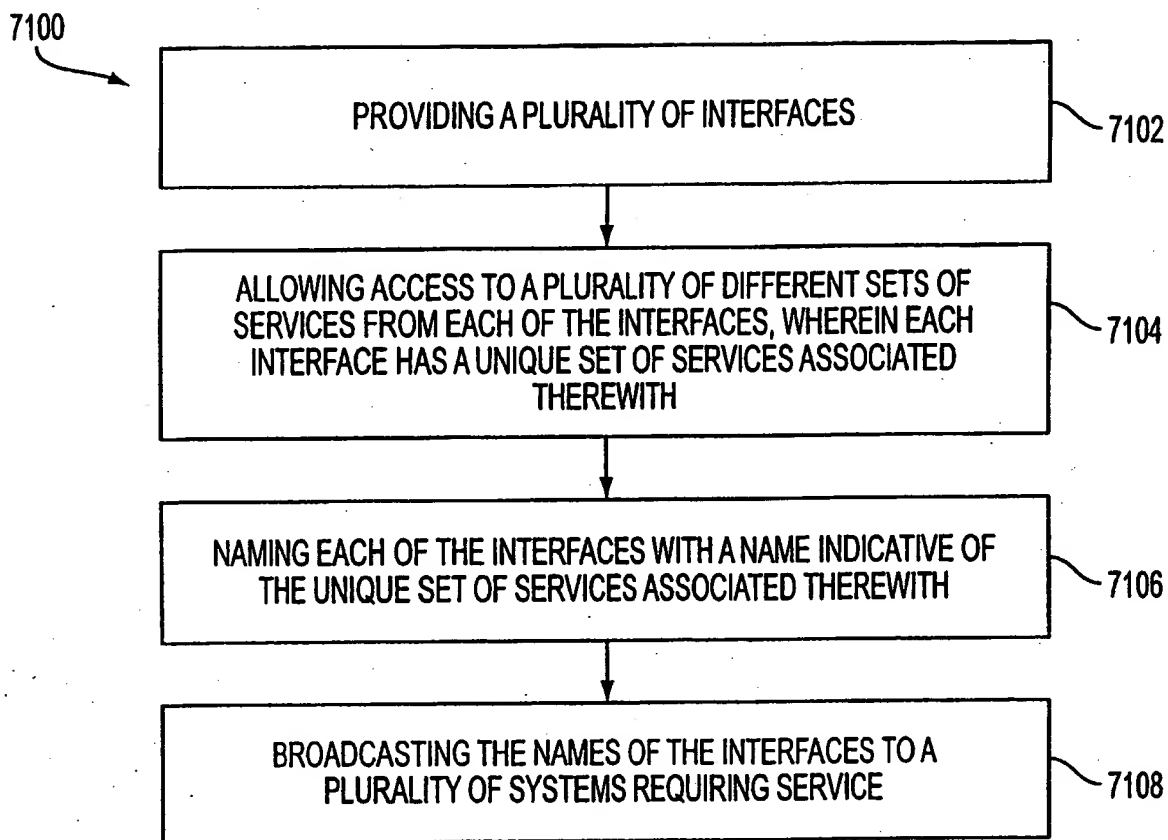 7100
PROVIDING A PLURALITY OF INTERFACES
7102
ALLOWING ACCESS TO A PLURALITY OF DIFFERENT SETS OF
SERVICES FROM EACH OF THE INTERFACES, WHEREIN EACH
INTERFACE HAS A UNIQUE SET OF SERVICES ASSOCIATED
THEREWITH
7104
NAMING EACH OF THE INTERFACES WITH A NAME INDICATIVE OF
THE UNIQUE SET OF SERVICES ASSOCIATED THEREWITH
7106
BROADCASTING THE NAMES OF THE INTERFACES TO A
PLURALITY OF SYSTEMS REQUIRING SERVICE
7108